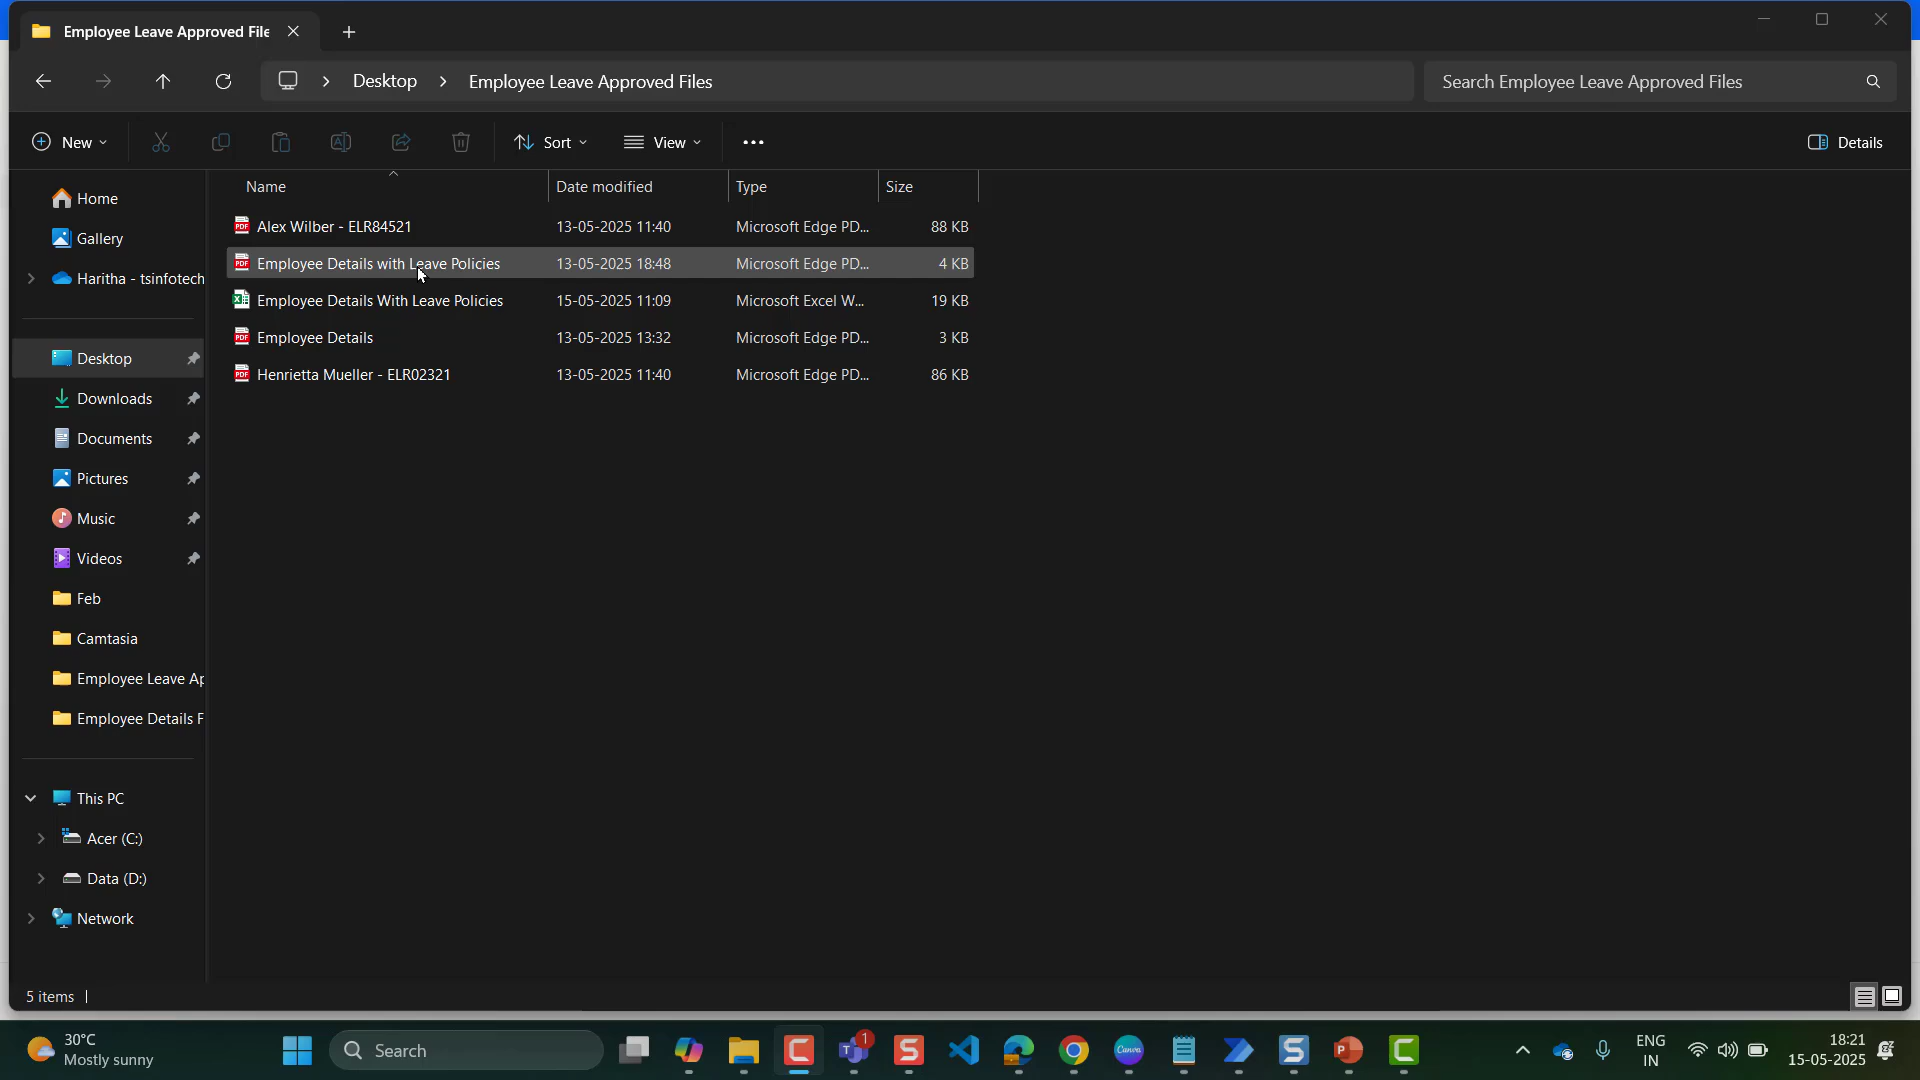 Employee Leave Approved File
Desktop
Employee Leave Approved Files
Search Employee Leave Approved Files
New
Sort
View
Details
Name
Date modified
Type
Size
Alex Wilber - ELR84521 13-05-2025 11:40 Microsoft Edge PD... 88 KB
Employee Details with Leave Policies 13-05-2025 18:48 Microsoft Edge PD... 4 KB
Employee Details With Leave Policies 15-05-2025 11:09 Microsoft Excel W... 19 KB
Employee Details 13-05-2025 13:32 Microsoft Edge PD... 3 KB
Henrietta Mueller - ELR02321 13-05-2025 11:40 Microsoft Edge PD... 86 KB
Home
Gallery
Haritha - tsinfotech
Desktop
Downloads
Documents
Pictures
Music
Videos
Feb
Camtasia
Employee Leave Ap
Employee Details F
This PC
Acer (C:)
Data (D:)
Network
5 items
30°C
Mostly sunny
Search
1
Canva
ENG
IN
18:21
15-05-2025